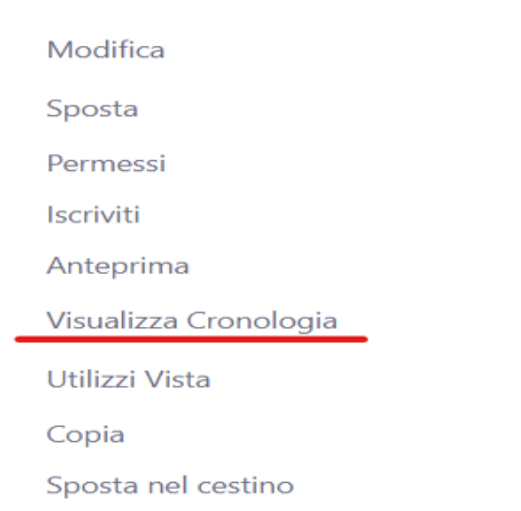 Modifica
Sposta
Permessi
Iscriviti
Anteprima
Visualizza Cronologia
Utilizzi Vista
Copia
Sposta nel cestino